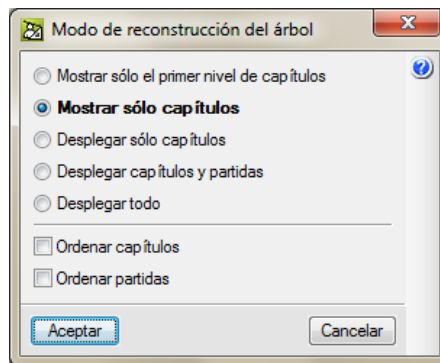 Modo de reconstrucción del árbol
Mostrar sólo el primer nivel de capítulos
Mostrar sólo capítulos
Desplegar sólo capítulos
Desplegar capítulos y partidas
Desplegar todo
Ordenar capítulos
Ordenar partidas
Aceptar
Cancelar